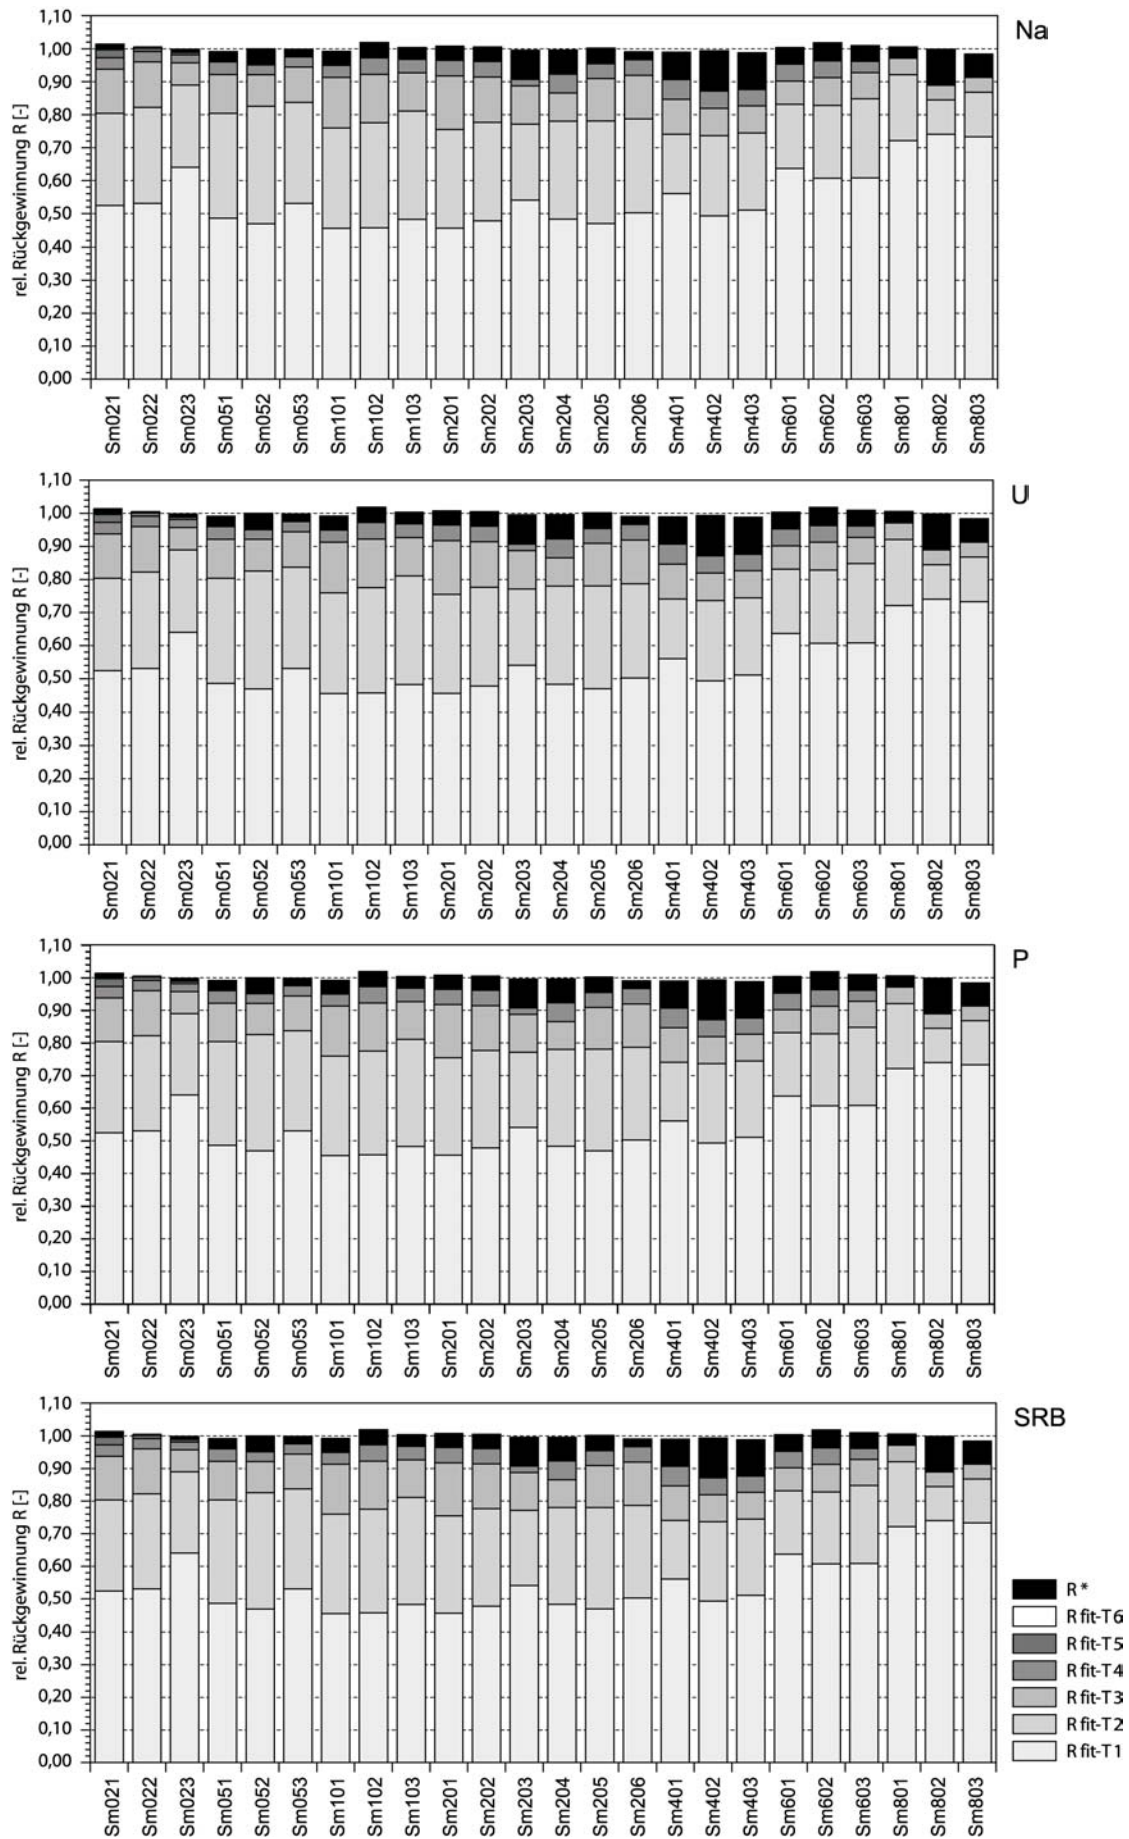 Na
rel. Rückgewinnung R [-]
1,10
1,00
0,90
0,80
0,70
0,60
0,50
0,40
0,30
0,20
0,10
0,00
Sm021 Sm022 Sm023 Sm051 Sm052 Sm053 Sm101 Sm102 Sm103 Sm201 Sm202 Sm203 Sm204 Sm205 Sm206 Sm401 Sm402 Sm403 Sm601 Sm602 Sm603 Sm801 Sm802 Sm803
U
rel. Rückgewinnung R [-]
1,10
1,00
0,90
0,80
0,70
0,60
0,50
0,40
0,30
0,20
0,10
0,00
Sm021 Sm022 Sm023 Sm051 Sm052 Sm053 Sm101 Sm102 Sm103 Sm201 Sm202 Sm203 Sm204 Sm205 Sm206 Sm401 Sm402 Sm403 Sm601 Sm602 Sm603 Sm801 Sm802 Sm803
P
rel. Rückgewinnung R [-]
1,10
1,00
0,90
0,80
0,70
0,60
0,50
0,40
0,30
0,20
0,10
0,00
Sm021 Sm022 Sm023 Sm051 Sm052 Sm053 Sm101 Sm102 Sm103 Sm201 Sm202 Sm203 Sm204 Sm205 Sm206 Sm401 Sm402 Sm403 Sm601 Sm602 Sm603 Sm801 Sm802 Sm803
SRB
rel. Rückgewinnung R [-]
1,10
1,00
0,90
0,80
0,70
0,60
0,50
0,40
0,30
0,20
0,10
0,00
Sm021 Sm022 Sm023 Sm051 Sm052 Sm053 Sm101 Sm102 Sm103 Sm201 Sm202 Sm203 Sm204 Sm205 Sm206 Sm401 Sm402 Sm403 Sm601 Sm602 Sm603 Sm801 Sm802 Sm803
R *
R fit-T6
R fit-T5
R fit-T4
R fit-T3
R fit-T2
R fit-T1